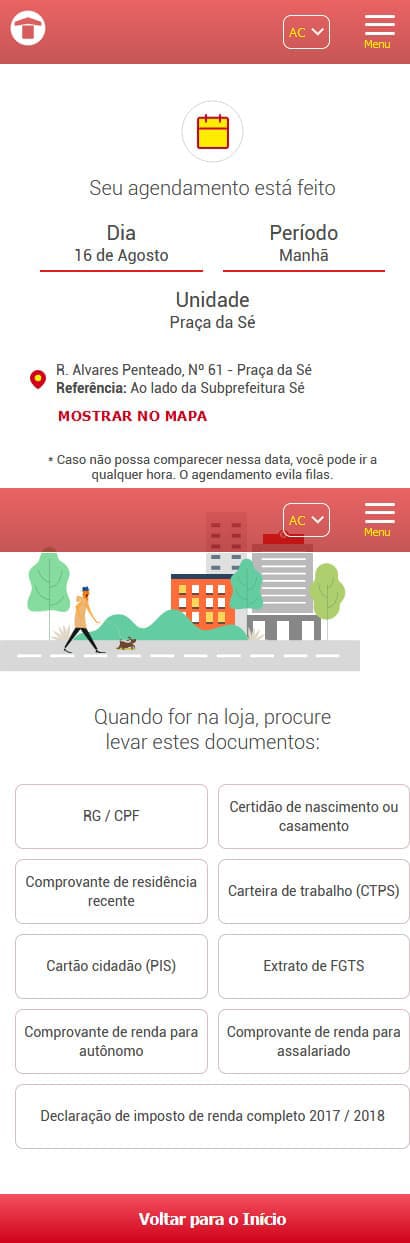 AC
Menu
Seu agendamento está feito
Dia
16 de Agosto
Período
Manhã
Unidade
Praça da Sé
R. Alvares Penteado, Nº 61 - Praça da Sé
Referência: Ao lado da Subprefeitura Sé
MOSTRAR NO MAPA
* Caso não possa comparecer nessa data, você pode ir a
qualquer hora. O agendamento evila filas.
AC
Menu
Quando for na loja, procure
levar estes documentos:
RG / CPF
Certidão de nascimento ou
casamento
Comprovante de residência
recente
Carteira de trabalho (CTPS)
Cartão cidadão (PIS)
Extrato de FGTS
Comprovante de renda para
autônomo
Comprovante de renda para
assalariado
Declaração de imposto de renda completo 2017 / 2018
Voltar para o Início